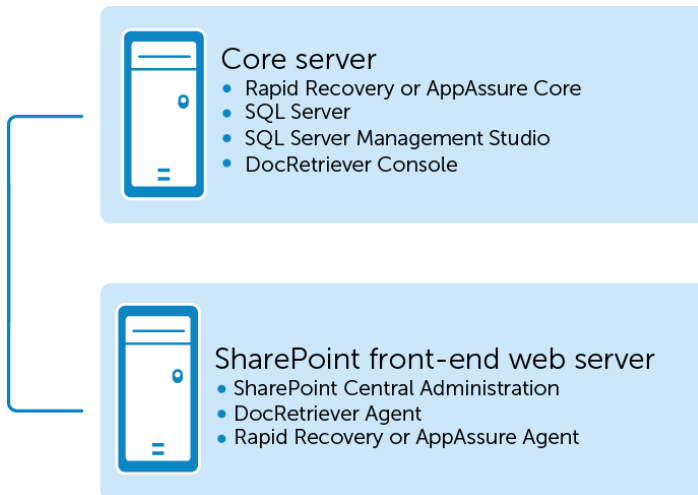 Core server
• Rapid Recovery or AppAssure Core
• SQL Server
• SQL Server Management Studio
• DocRetriever Console
SharePoint front-end web server
• SharePoint Central Administration
• DocRetriever Agent
• Rapid Recovery or AppAssure Agent